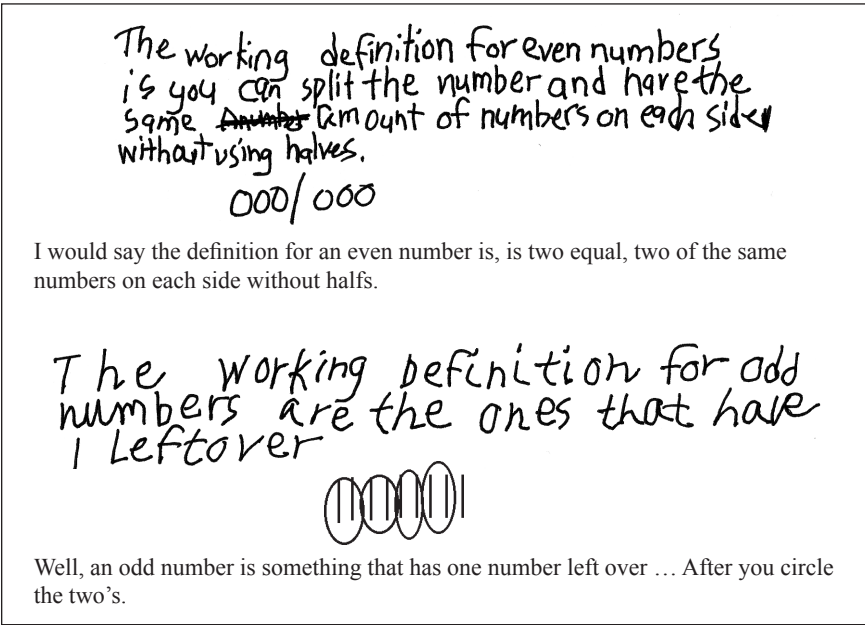 The working definition for even numbers
is you can split the number and have the
same Anumber amount of numbers on each side
without using halves.
000/000
I would say the definition for an even number is, is two equal, two of the same
numbers on each side without halfs.
The working Definition for odd
numbers are the ones that have
1 Leftover
Well, an odd number is something that has one number left over … After you circle
the two’s.